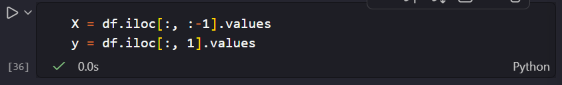 X = df.iloc[:, :-1].values
y = df.iloc[:, 1].values
[36]
0.0s
Python